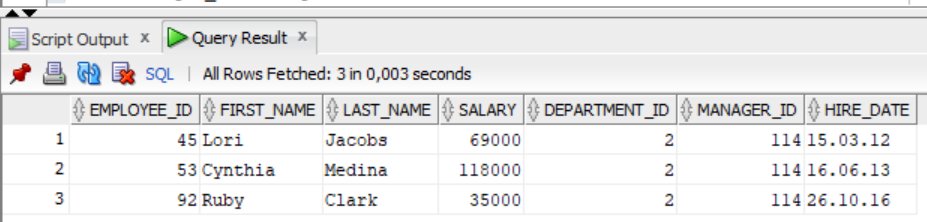 Script Output x Query Result x
SQL | All Rows Fetched: 3 in 0,003 seconds
EMPLOYEE_ID FIRST_NAME LAST_NAME SALARY DEPARTMENT_ID MANAGER_ID HIRE_DATE
1 45 Lori Jacobs 69000 2 114 15.03.12
2 53 Cynthia Medina 118000 2 114 16.06.13
3 92 Ruby Clark 35000 2 114 26.10.16